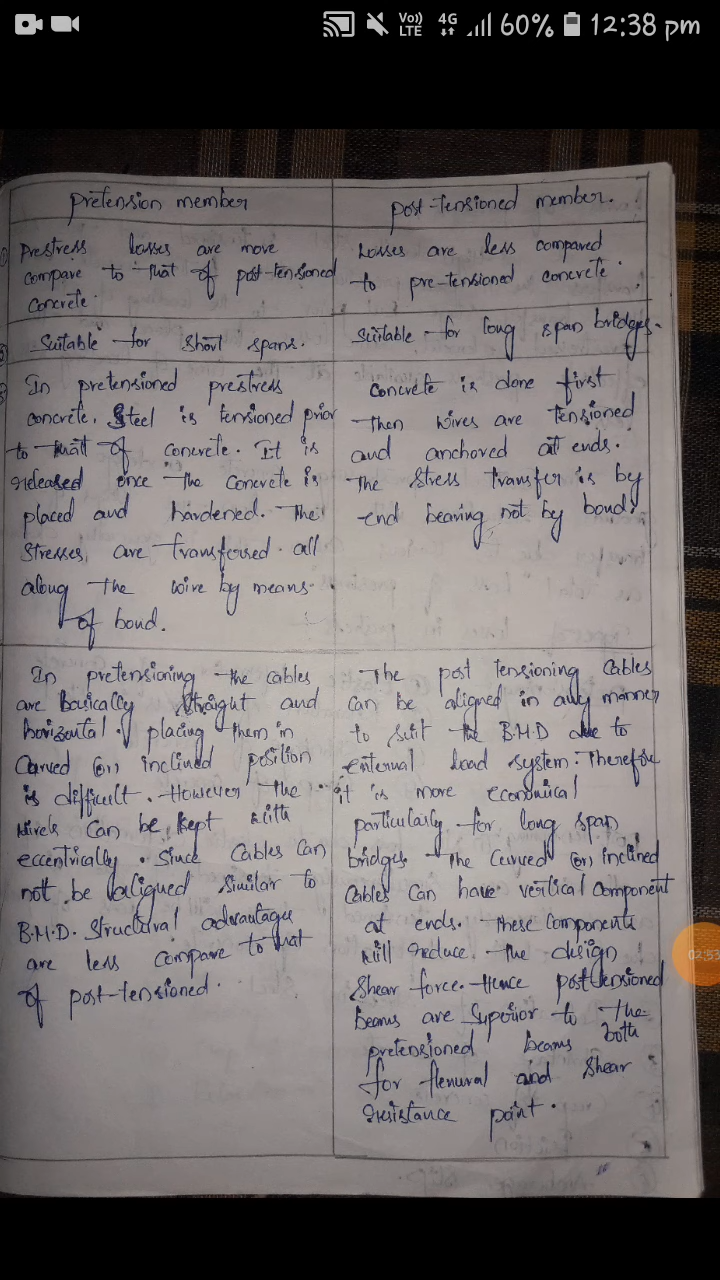 Vo)) LTE 4G 60% 12:38 pm
pretension member
post-tensioned member.
① prestress losses are more
compare to that of post-tensioned
concrete.
Losses are less compared
to pre-tensioned concrete.
Suitable for short spans.
Suitable for long span bridges.
In pretensioned prestress
concrete, Steel is tensioned prior
to that of concrete. It is
released once the concrete is
placed and hardened. The
stresses, are transfersed all
along the wire by means
of bond.
Concrete is done first
then wires are tensioned
and anchored at ends.
The stress transfer is by
end bearing not by bond.
In pretensioning the cables
are basically straight and
horizontal. placing them in
Curved (or) inclined position
is difficult. However the
wires can be kept with
eccentrically. Since Cables can
not be aligned similar to
B.M.D. Structural advantages
are less compare to that
of post-tensioned.
The post tensioning Cables
can be aligned in any manner
to suit the B.M.D due to
external load system. Therefore
it is more economical
particularly for long span
bridges. The Curved (or) inclined
Cables Can have vertical Component
at ends. These Components
will reduce the design
Shear force. Hence post tensioned
beams are superior to the
pretensioned beams both
for flexural and shear
resistance point.
02:53